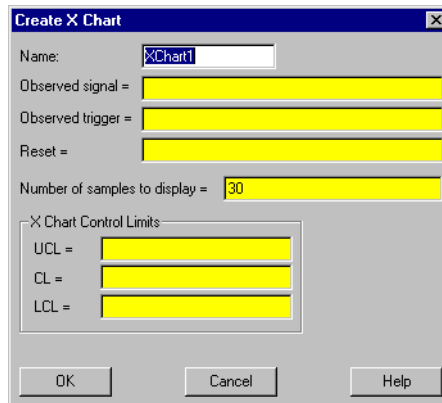 Create X Chart
Name: XChart1
Observed signal =
Observed trigger =
Reset =
Number of samples to display = 30
X Chart Control Limits
UCL =
CL =
LCL =
OK Cancel Help